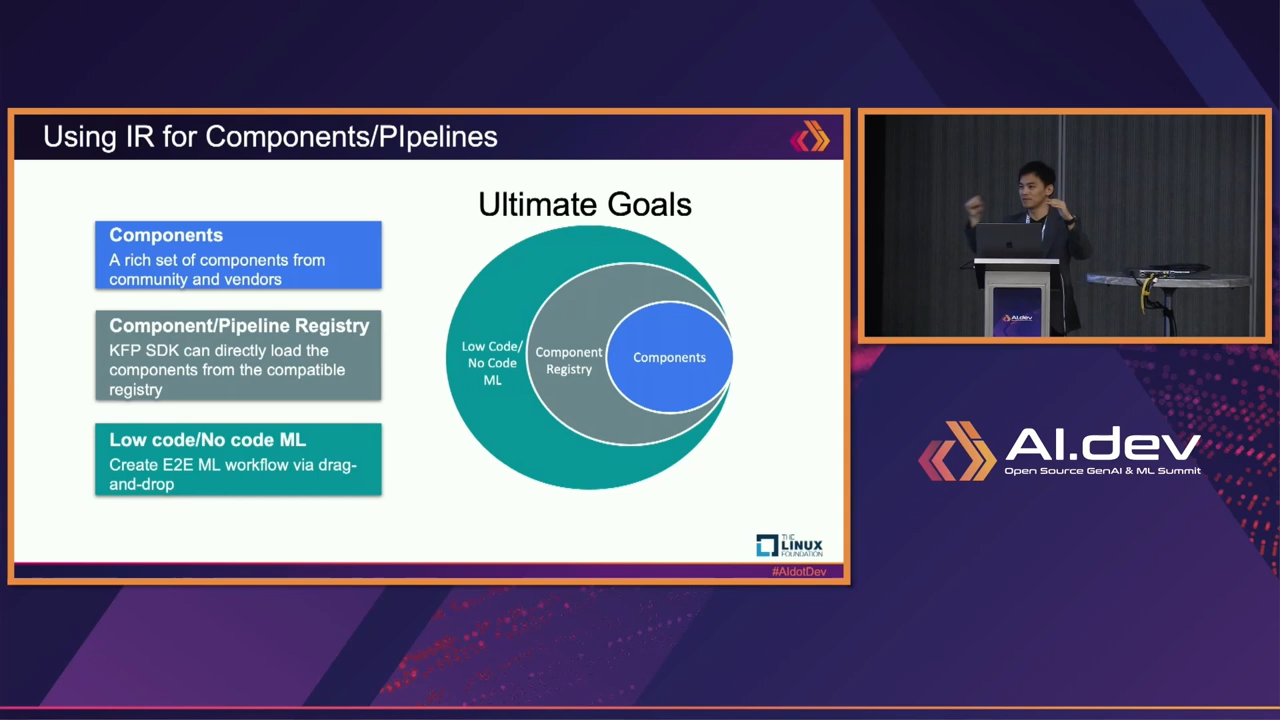 Using IR for Components/PIpelines
Ultimate Goals
Components
A rich set of components from
community and vendors
Component/Pipeline Registry
KFP SDK can directly load the
components from the compatible
registry
Low code/No code ML
Create E2E ML workflow via drag-
and-drop
Low Code/
No Code
ML
Component
Registry
Components
THE
LINUX
FOUNDATION
#AIdotDev
AI.dev
AI.dev
Open Source GenAI & ML Summit